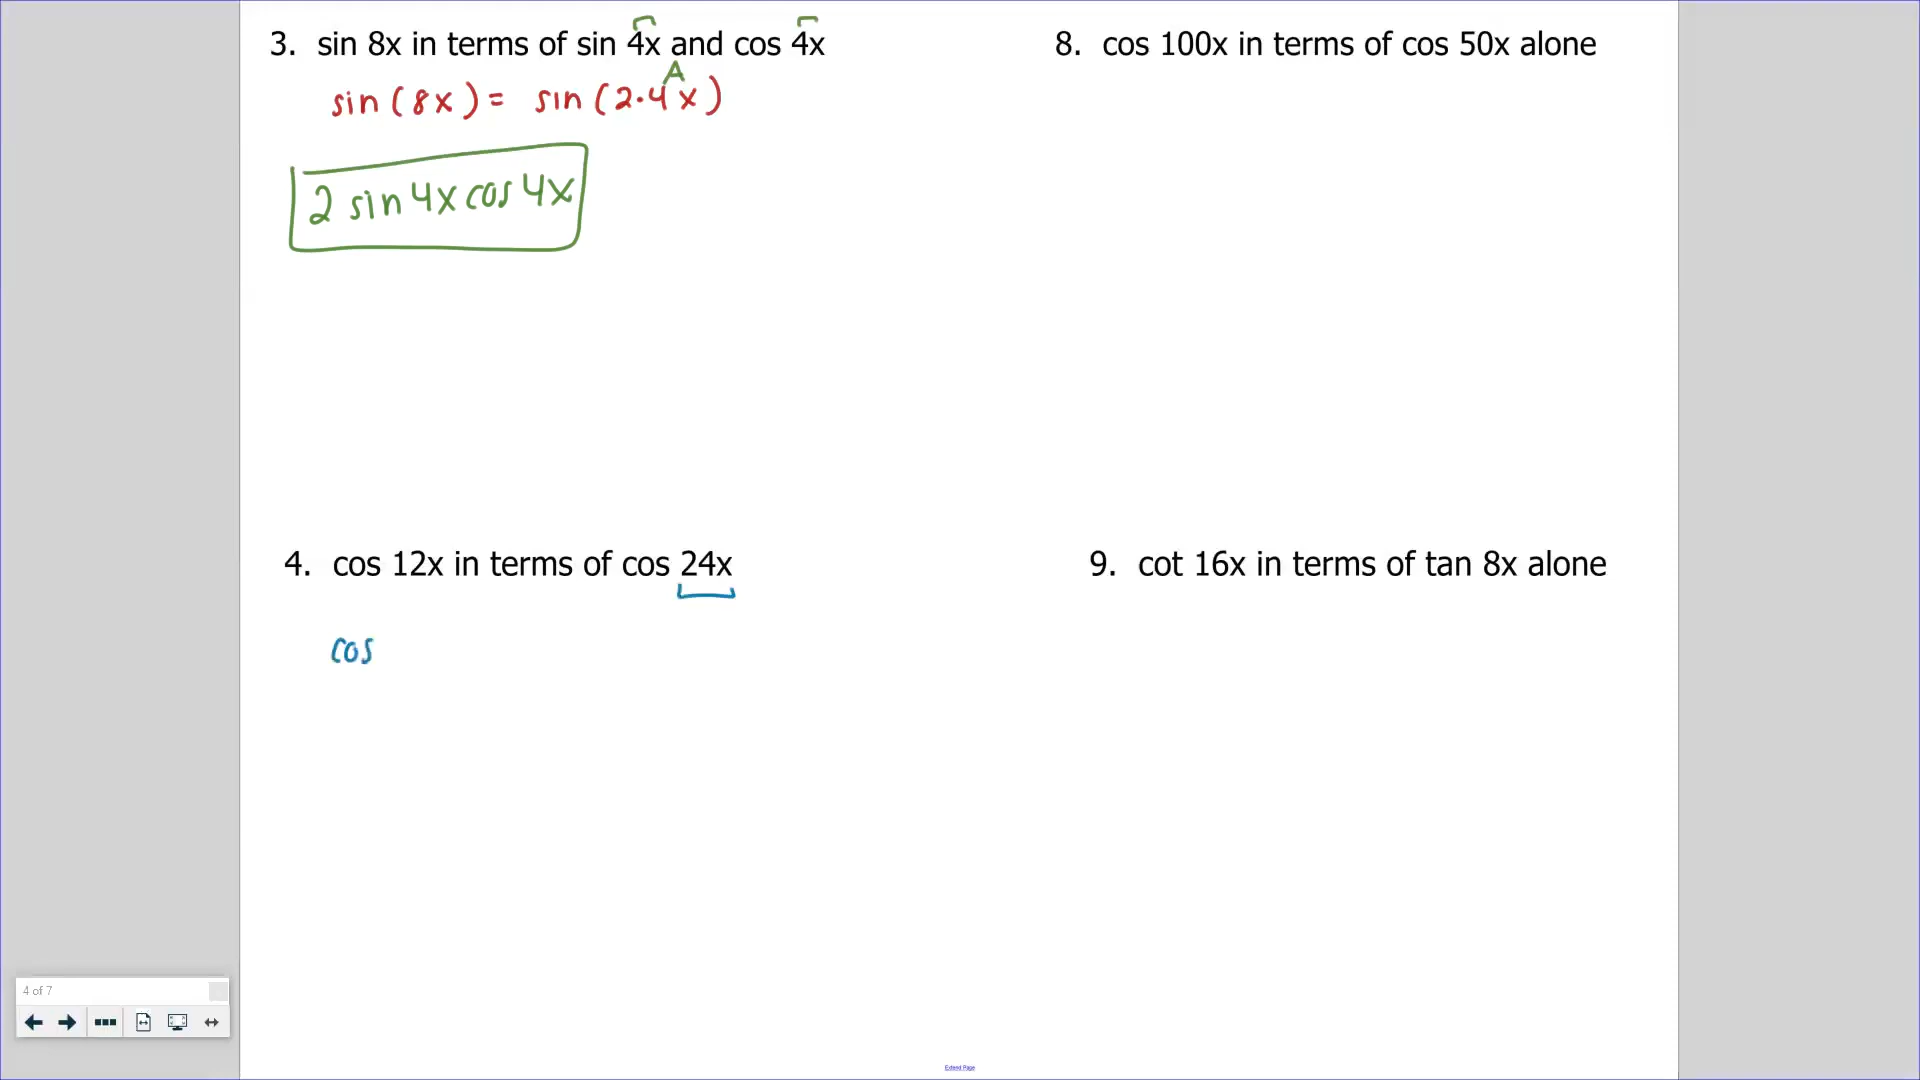 3. sin 8x in terms of sin 4x and cos 4x
A
sin (8x) = sin (2·4x)
2 sin 4x cos 4x
8. cos 100x in terms of cos 50x alone
4. cos 12x in terms of cos 24x
cos
9. cot 16x in terms of tan 8x alone
4 of 7
Extend Page